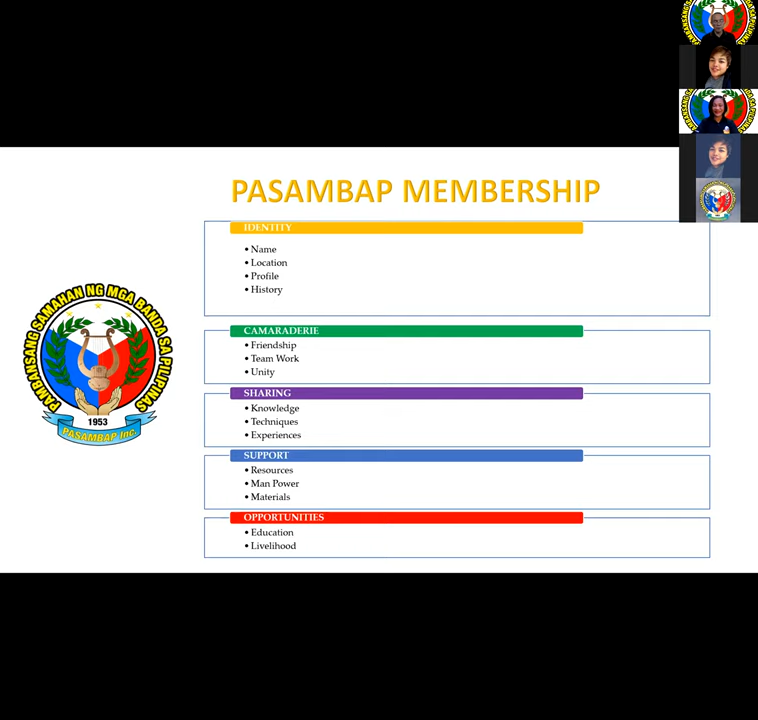 PASAMBAP MEMBERSHIP
IDENTITY
• Name
• Location
• Profile
• History
CAMARADERIE
• Friendship
• Team Work
• Unity
SHARING
• Knowledge
• Techniques
• Experiences
SUPPORT
• Resources
• Man Power
• Materials
OPPORTUNITIES
• Education
• Livelihood
PAMBANSANG SAMAHAN NG MGA BANDA SA PILIPINAS
1953
PASAMBAP Inc.